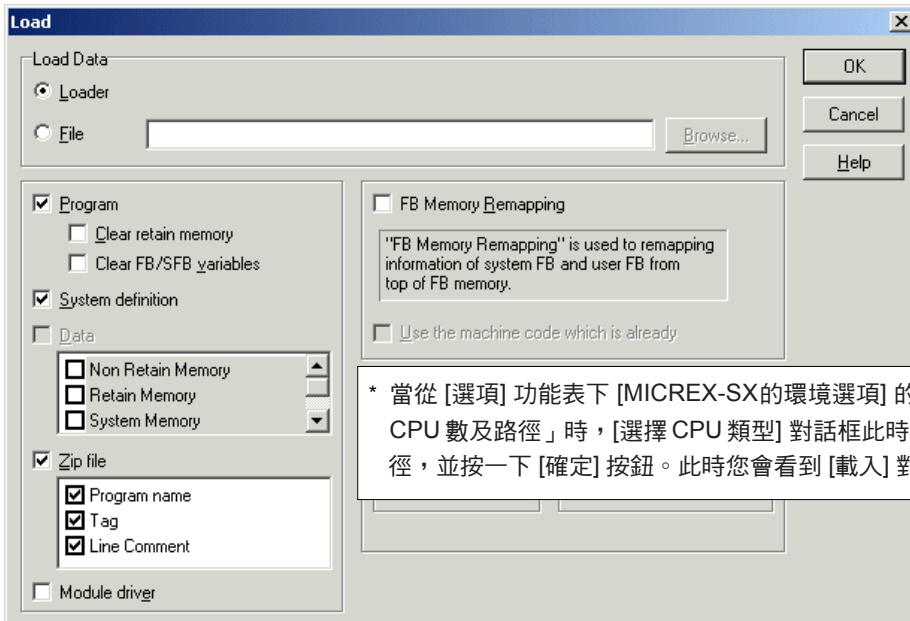 Load
Load Data
Loader
File
Browse...
OK
Cancel
Help
Program
Clear retain memory
Clear FB/SFB variables
System definition
Data
Non Retain Memory
Retain Memory
System Memory
Zip file
Program name
Tag
Line Comment
Module driver
FB Memory Remapping
"FB Memory Remapping" is used to remapping
information of system FB and user FB from
top of FB memory.
Use the machine code which is already
* 當從 [選項] 功能表下 [MICREX-SX的環境選項] 的
CPU 數及路徑」時，[選擇 CPU 類型] 對話框此時
徑，並按一下 [確定] 按鈕。此時您會看到 [載入] 對